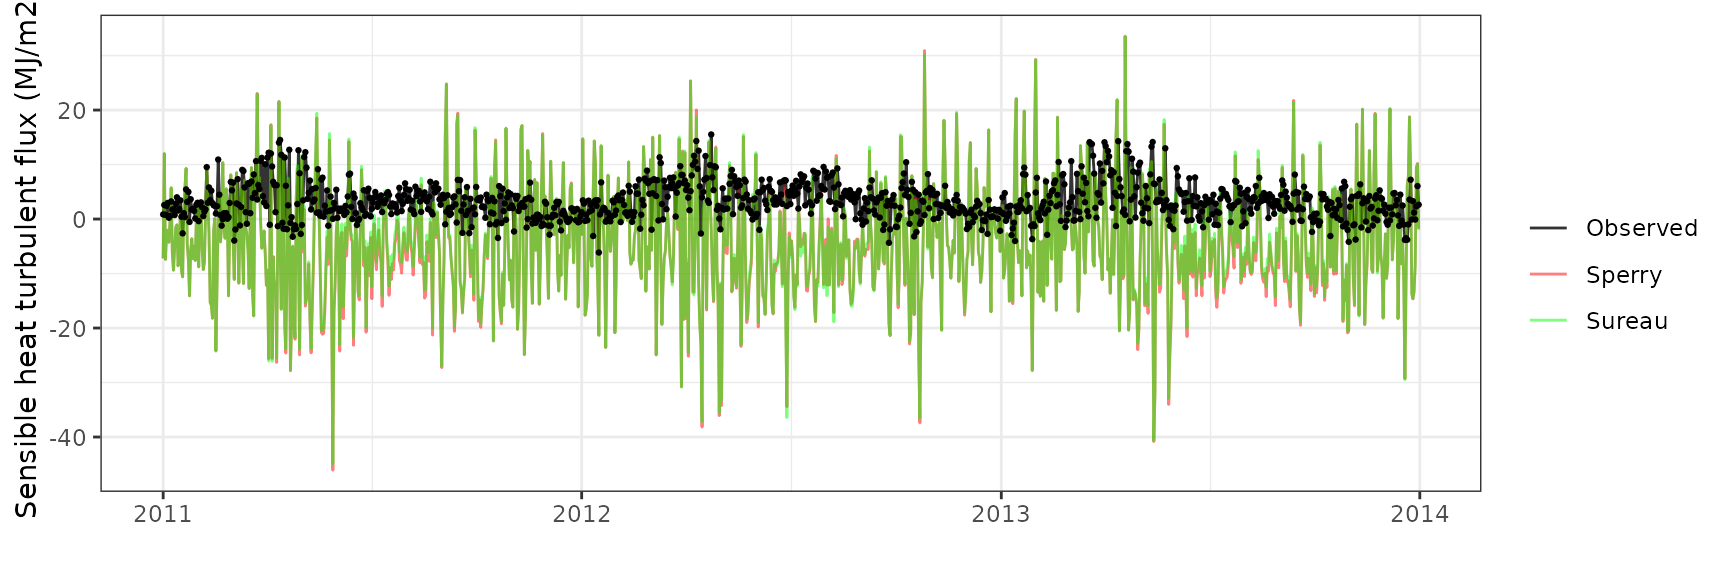 Sensible heat turbulent flux (MJ/m2
20
0
-20
-40
2011
2012
2013
2014
Observed
Sperry
Sureau